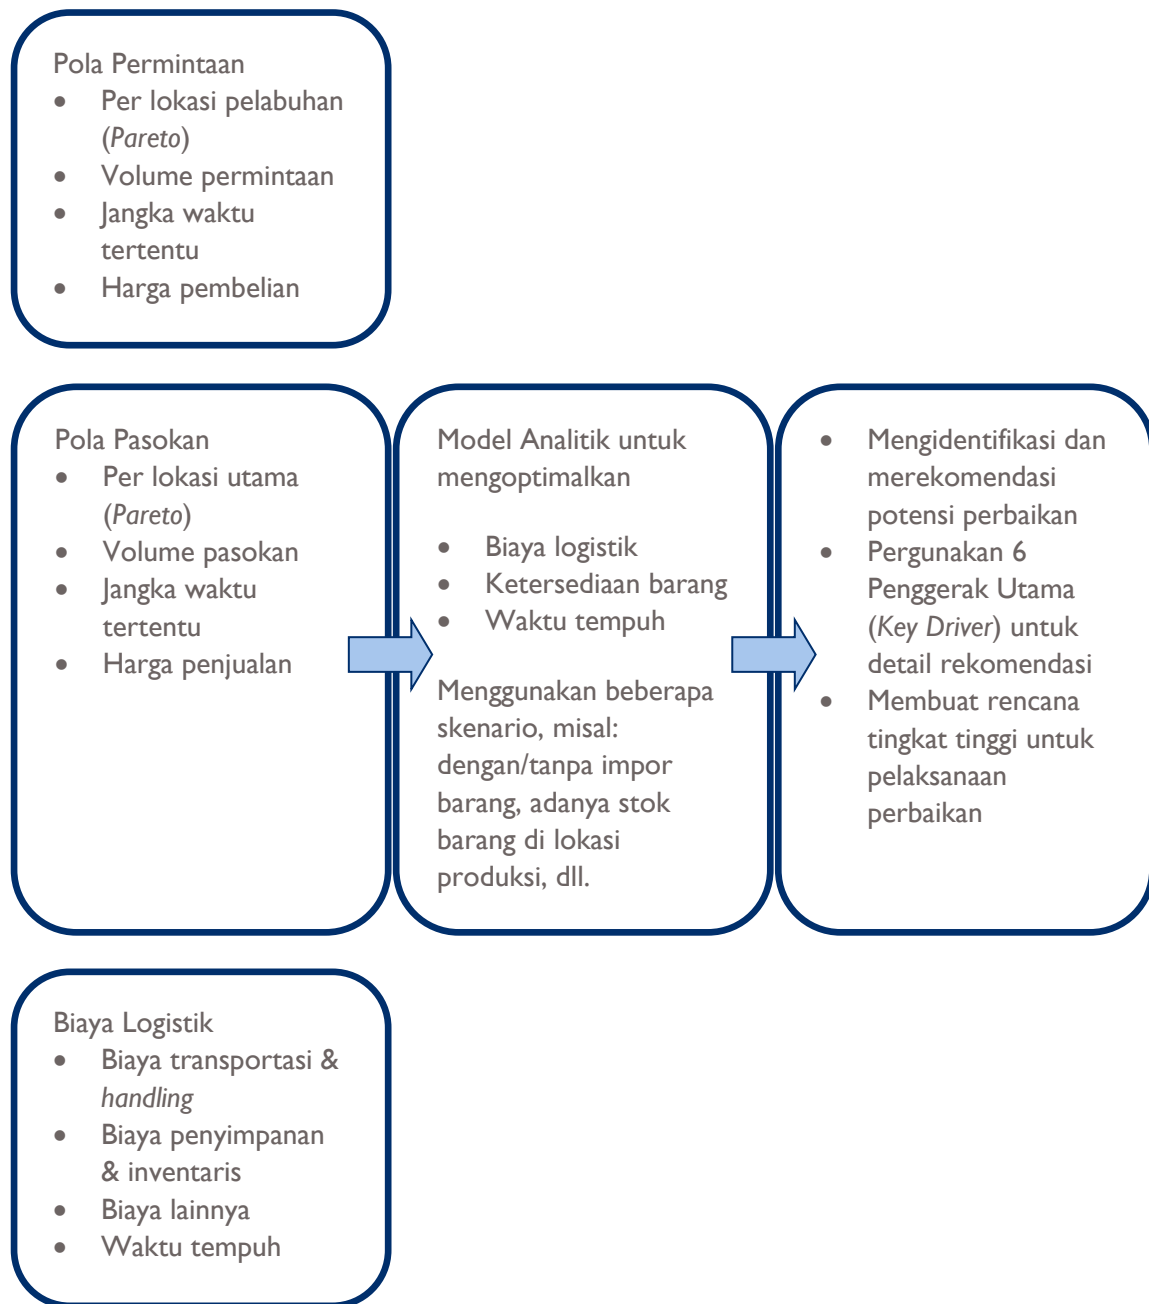 Pola Permintaan
• Per lokasi pelabuhan
(Pareto)
• Volume permintaan
• Jangka waktu
tertentu
• Harga pembelian
Pola Pasokan
• Per lokasi utama
(Pareto)
• Volume pasokan
• Jangka waktu
tertentu
• Harga penjualan
Model Analitik untuk
mengoptimalkan
• Biaya logistik
• Ketersediaan barang
• Waktu tempuh
Menggunakan beberapa
skenario, misal:
dengan/tanpa impor
barang, adanya stok
barang di lokasi
produksi, dll.
• Mengidentifikasi dan
merekomendasi
potensi perbaikan
• Pergunakan 6
Penggerak Utama
(Key Driver) untuk
detail rekomendasi
• Membuat rencana
tingkat tinggi untuk
pelaksanaan
perbaikan
Biaya Logistik
• Biaya transportasi &
handling
• Biaya penyimpanan
& inventaris
• Biaya lainnya
• Waktu tempuh